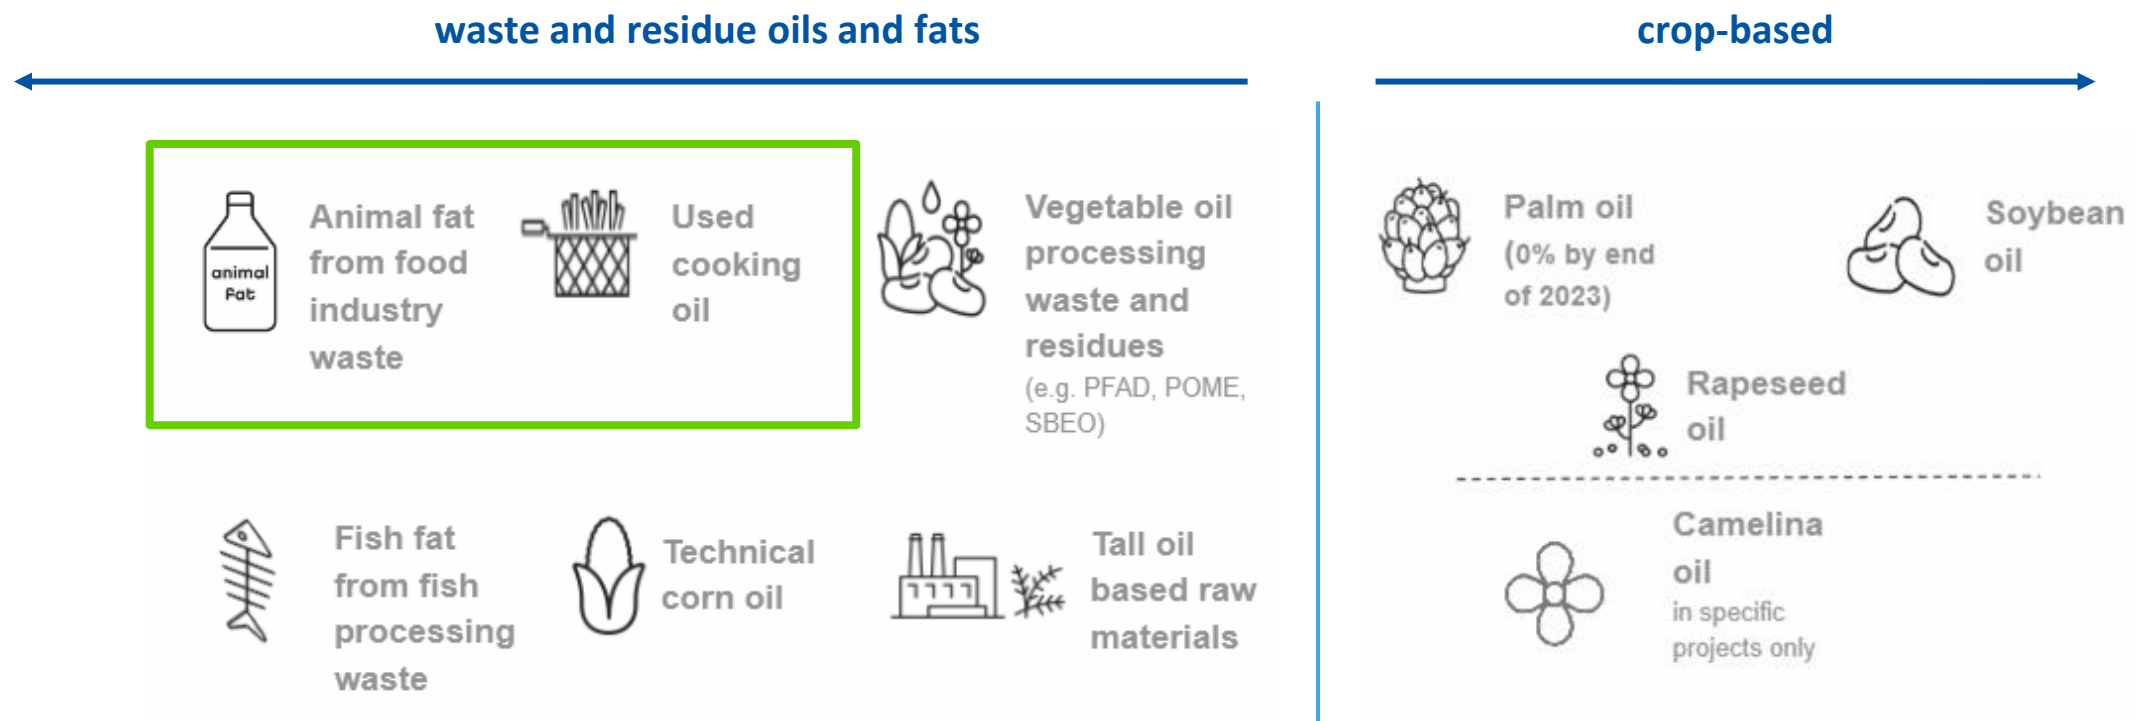 waste and residue oils and fats
crop-based
animal
Fat
Animal fat
from food
industry
waste
Used
cooking
oil
Vegetable oil
processing
waste and
residues
(e.g. PFAD, POME,
SBEO)
Fish fat
from fish
processing
waste
Technical
corn oil
Tall oil
based raw
materials
Palm oil
(0% by end
of 2023)
Soybean
oil
Rapeseed
oil
Camelina
oil
in specific
projects only